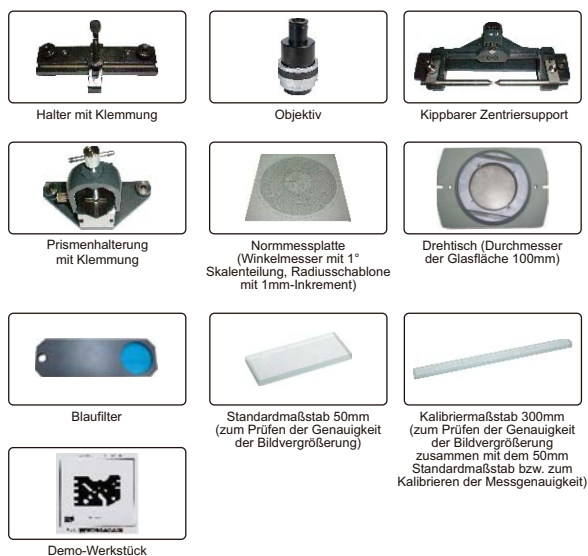 Halter mit Klemmung
Objektiv
Kippbarer Zentriersupport
Prismenhalterung
mit Klemmung
Normmessplatte
(Winkelmesser mit 1°
Skalenteilung, Radiusschablone
mit 1mm-Inkrement)
Drehtisch (Durchmesser
der Glasfläche 100mm)
Blaufilter
Standardmaßstab 50mm
(zum Prüfen der Genauigkeit
der Bildvergrößerung)
Kalibriermaßstab 300mm
(zum Prüfen der Genauigkeit
der Bildvergrößerung
zusammen mit dem 50mm
Standardmaßstab bzw. zum
Kalibrieren der Messgenauigkeit)
Demo-Werkstück